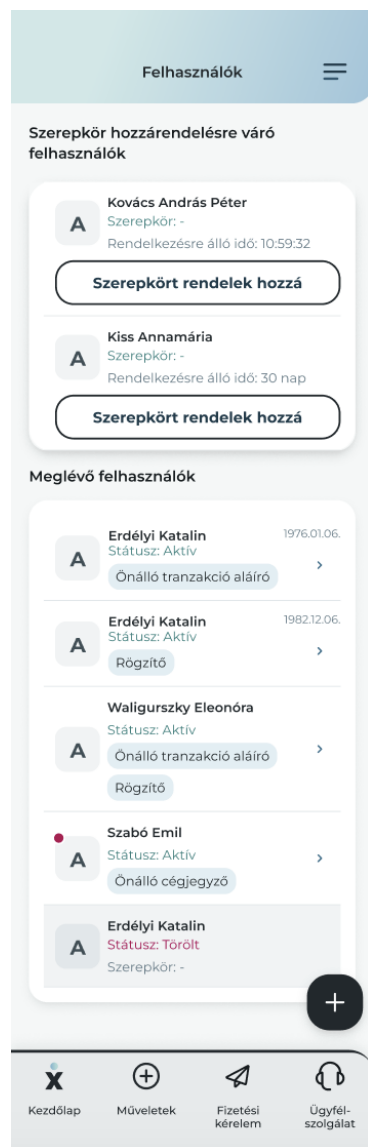 Felhasználók
Szerepkör hozzárendelésre váró
felhasználók
A
Kovács András Péter
Szerepkör: -
Rendelkezésre álló idő: 10:59:32
Szerepkört rendelek hozzá
A
Kiss Annamária
Szerepkör: -
Rendelkezésre álló idő: 30 nap
Szerepkört rendelek hozzá
Meglévő felhasználók
A
Erdélyi Katalin
1976.01.06.
Státusz: Aktív
Önálló tranzakció aláíró
A
Erdélyi Katalin
1982.12.06.
Státusz: Aktív
Rögzítő
A
Waligurszky Eleonóra
Státusz: Aktív
Önálló tranzakció aláíró
Rögzítő
A
Szabó Emil
Státusz: Aktív
Önálló cégjegyző
A
Erdélyi Katalin
Státusz: Törölt
Szerepkör: -
Kezdőlap
Műveletek
Fizetési
kérelem
Ügyfél-
szolgálat